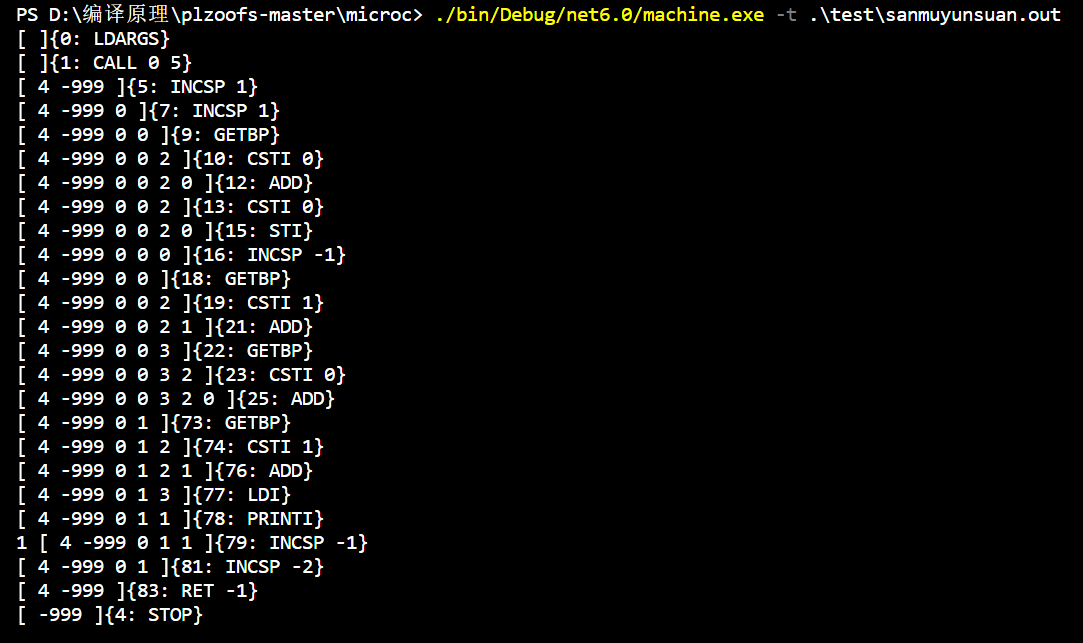 PS D:\编译原理\plzoofs-master\microc> ./bin/Debug/net6.0/machine.exe -t .\test\sanmuyunsuan.out
[ ]{0: LDARGS}
[ ]{1: CALL 0 5}
[ 4 -999 ]{5: INCSP 1}
[ 4 -999 0 ]{7: INCSP 1}
[ 4 -999 0 0 ]{9: GETBP}
[ 4 -999 0 0 2 ]{10: CSTI 0}
[ 4 -999 0 0 2 0 ]{12: ADD}
[ 4 -999 0 0 2 ]{13: CSTI 0}
[ 4 -999 0 0 2 0 ]{15: STI}
[ 4 -999 0 0 0 ]{16: INCSP -1}
[ 4 -999 0 0 ]{18: GETBP}
[ 4 -999 0 0 2 ]{19: CSTI 1}
[ 4 -999 0 0 2 1 ]{21: ADD}
[ 4 -999 0 0 3 ]{22: GETBP}
[ 4 -999 0 0 3 2 ]{23: CSTI 0}
[ 4 -999 0 0 3 2 0 ]{25: ADD}
[ 4 -999 0 1 ]{73: GETBP}
[ 4 -999 0 1 2 ]{74: CSTI 1}
[ 4 -999 0 1 2 1 ]{76: ADD}
[ 4 -999 0 1 3 ]{77: LDI}
[ 4 -999 0 1 1 ]{78: PRINTI}
1 [ 4 -999 0 1 1 ]{79: INCSP -1}
[ 4 -999 0 1 ]{81: INCSP -2}
[ 4 -999 ]{83: RET -1}
[ -999 ]{4: STOP}